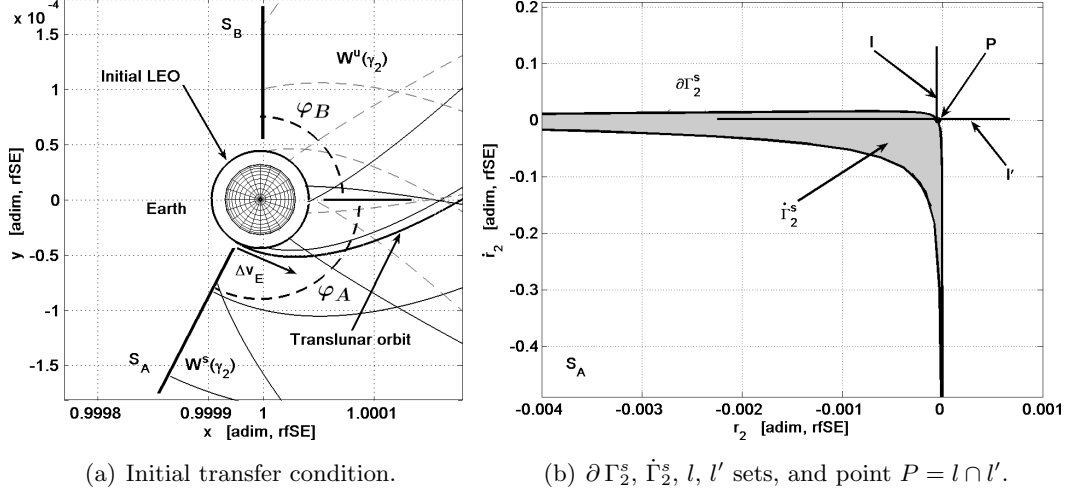 x 10⁻⁴
1.5
1
0.5
0
-0.5
-1
-1.5
y [adim, rfSE]
0.9998
0.9999
1
1.0001
x [adim, rfSE]
S_B
W^u(γ_2)
Initial LEO
φ_B
Earth
Δv_E
φ_A
Translunar orbit
S_A
W^s(γ_2)
(a) Initial transfer condition.
0.2
0.1
0
-0.1
-0.2
-0.3
-0.4
ṙ_2 [adim, rfSE]
-0.004
-0.003
-0.002
-0.001
0
0.001
r_2 [adim, rfSE]
l
P
∂Γ_2^s
l'
Γ̇_2^s
S_A
(b) ∂ Γ_2^s, Γ̇_2^s, l, l′ sets, and point P = l ∩ l′.